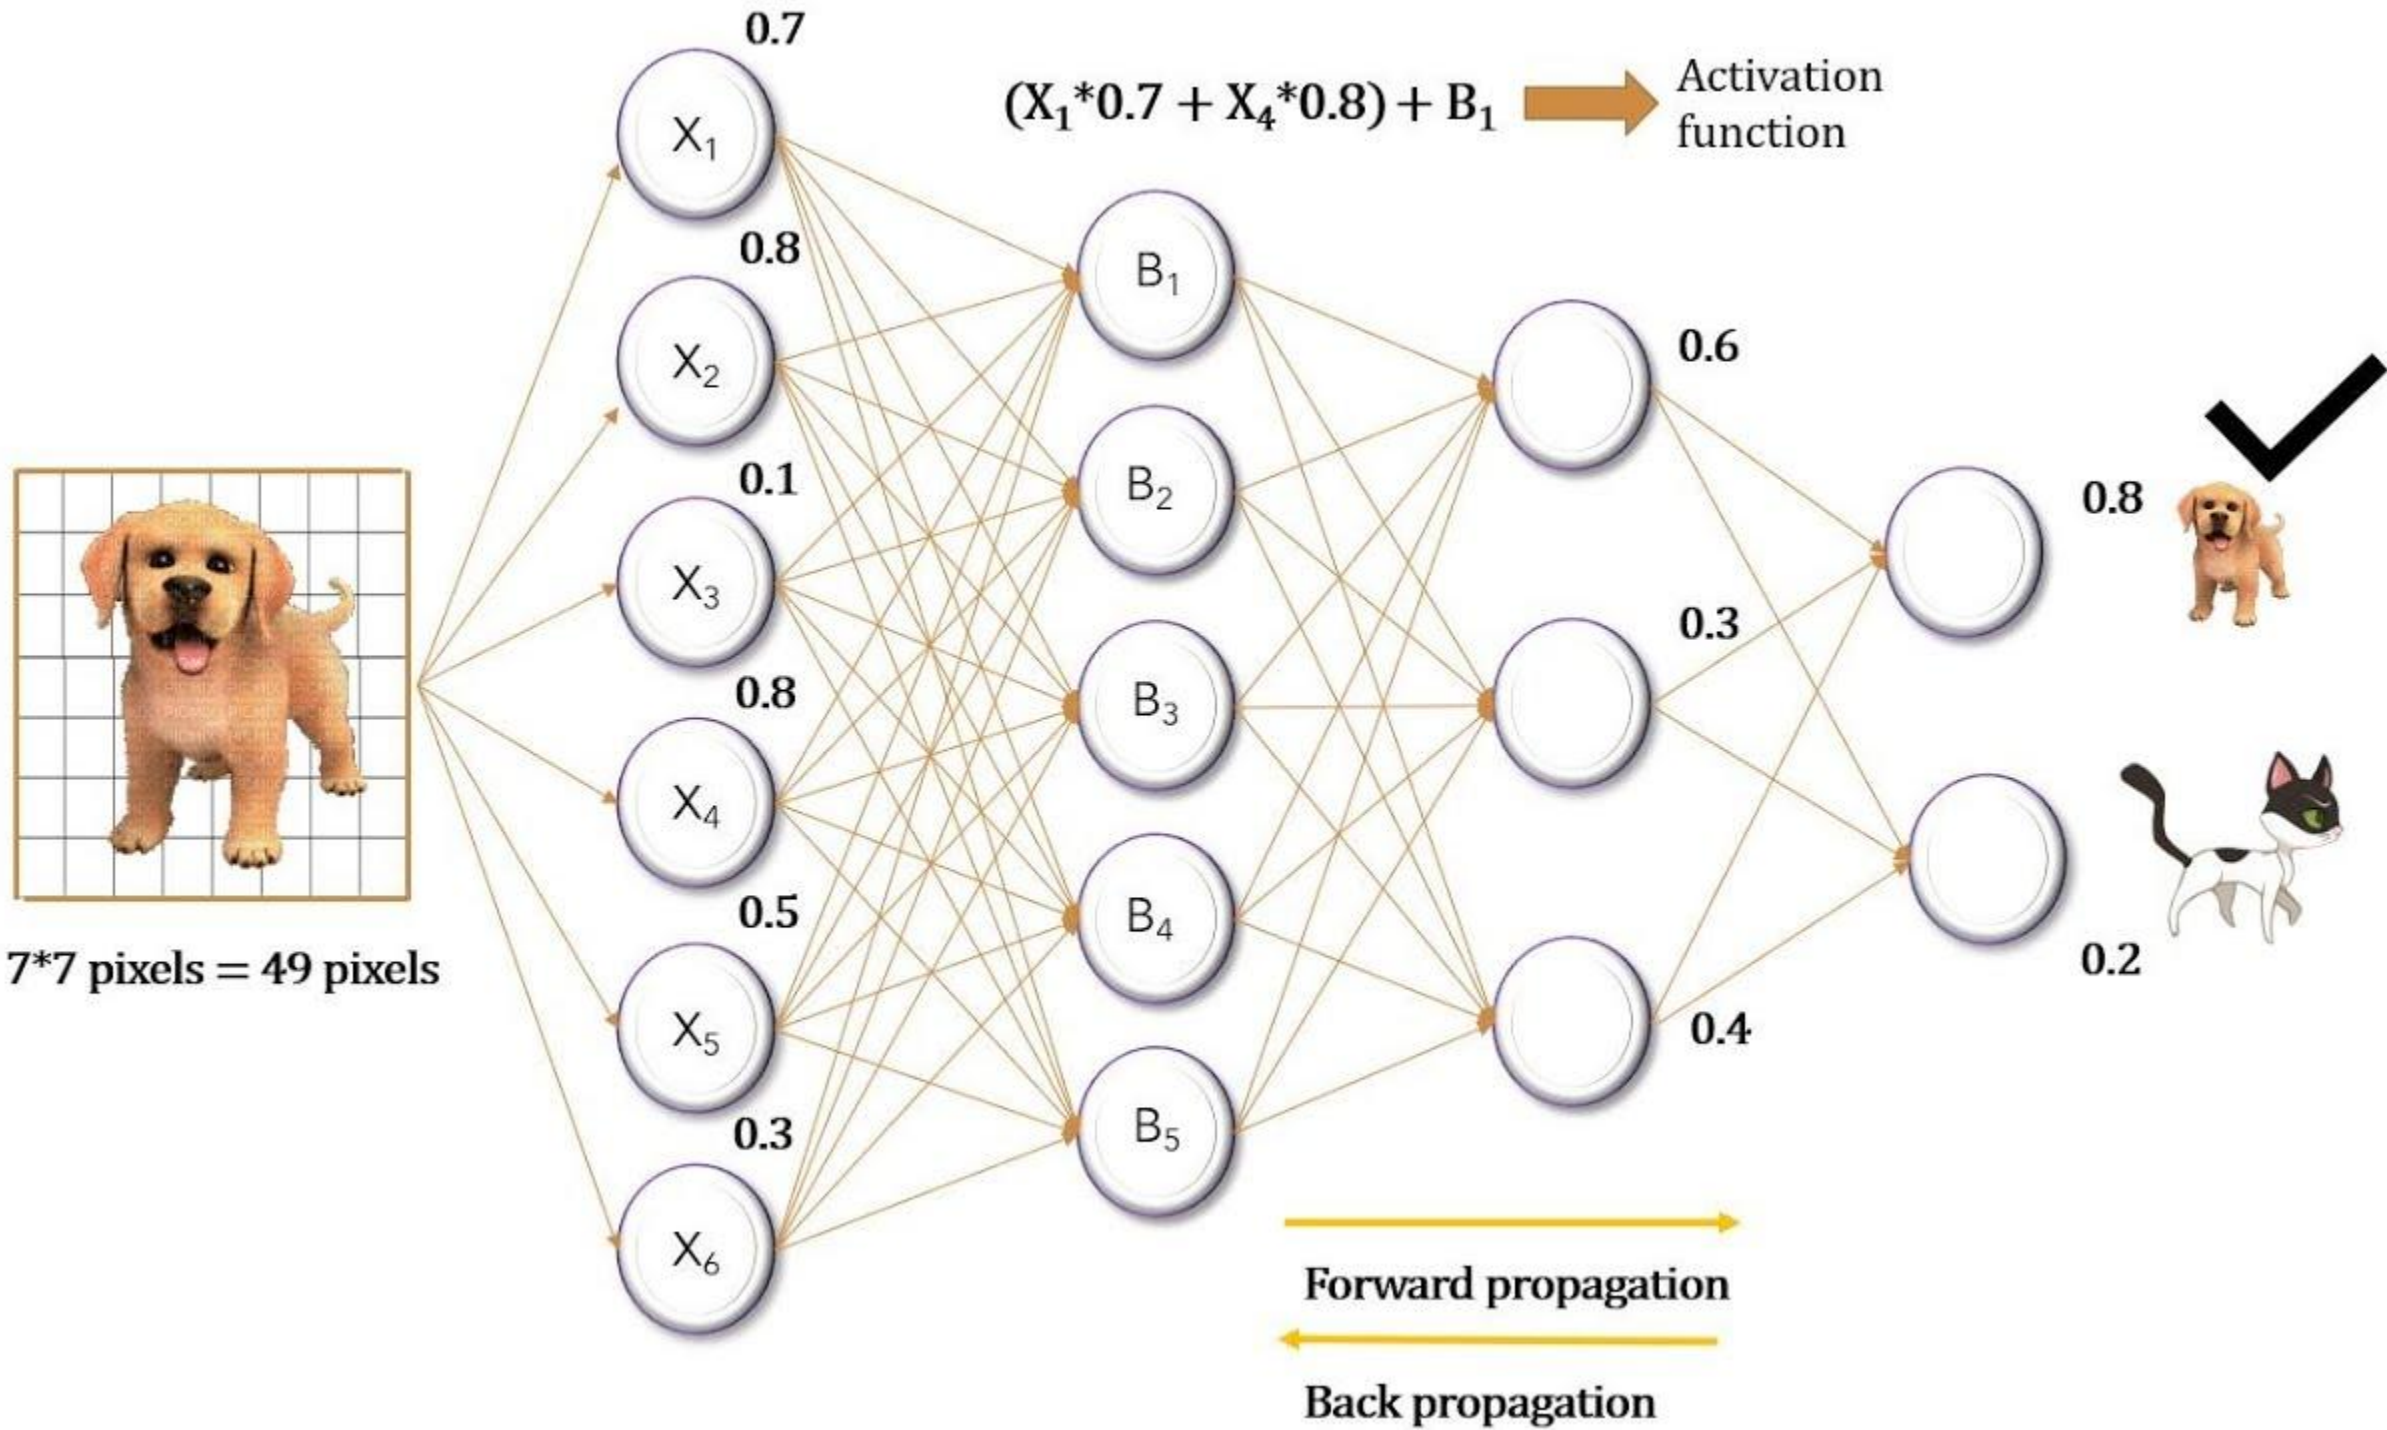 0.7
(X₁*0.7 + X₄*0.8) + B₁
Activation
function
X₁
0.8
X₂
0.1
X₃
0.8
X₄
0.5
X₅
0.3
X₆
B₁
B₂
B₃
B₄
B₅
0.6
0.3
0.4
0.8
0.2
7*7 pixels = 49 pixels
Forward propagation
Back propagation